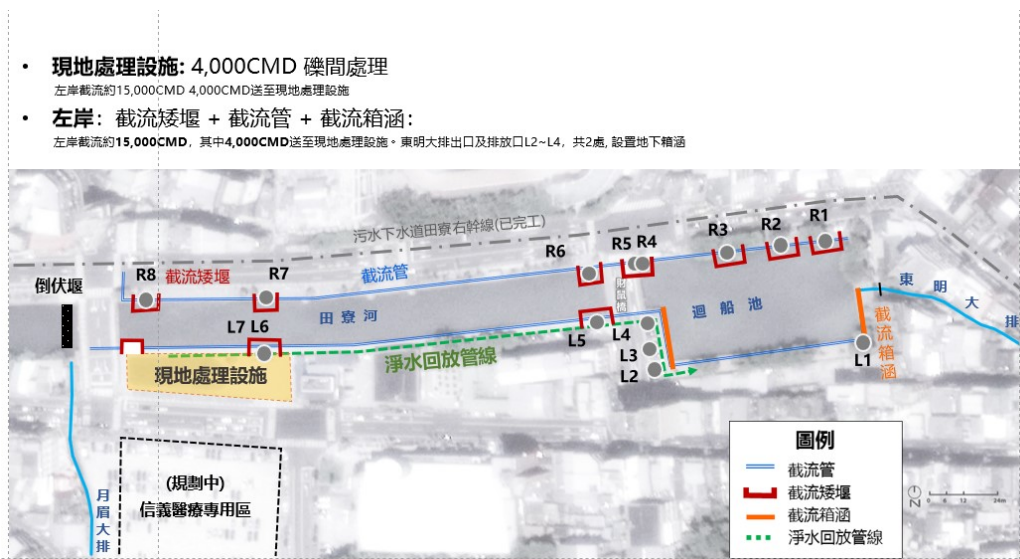 • 現地處理設施: 4,000CMD 礫間處理
左岸截流約15,000CMD 4,000CMD送至現地處理設施
• 左岸：截流矮堰 + 截流管 + 截流箱涵：
左岸截流約15,000CMD，其中4,000CMD送至現地處理設施。東明大排出口及排放口L2~L4，共2處, 設置地下箱涵
污水下水道田寮右幹線(已完工)
R1
R2
R3
R4
R5
R6
R7
R8
截流矮堰
截流管
倒伏堰
田寮河
財鼠橋
迴船池
東明大排
截流箱涵
L1
L2
L3
L4
L5
L7 L6
現地處理設施
淨水回放管線
月眉大排
(規劃中)
信義醫療專用區
圖例
截流管
截流矮堰
截流箱涵
淨水回放管線
N
0 6 12 24m